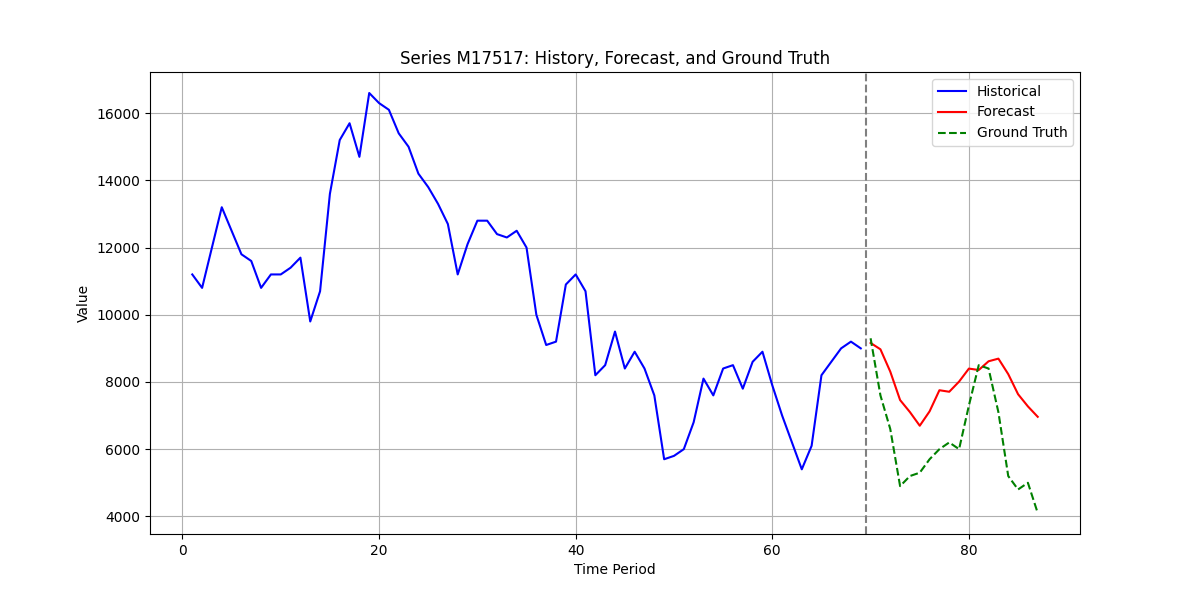 Series M17517: History, Forecast, and Ground Truth
Historical
Forecast
Ground Truth
Value
16000
14000
12000
10000
8000
6000
4000
0 20 40 60 80
Time Period